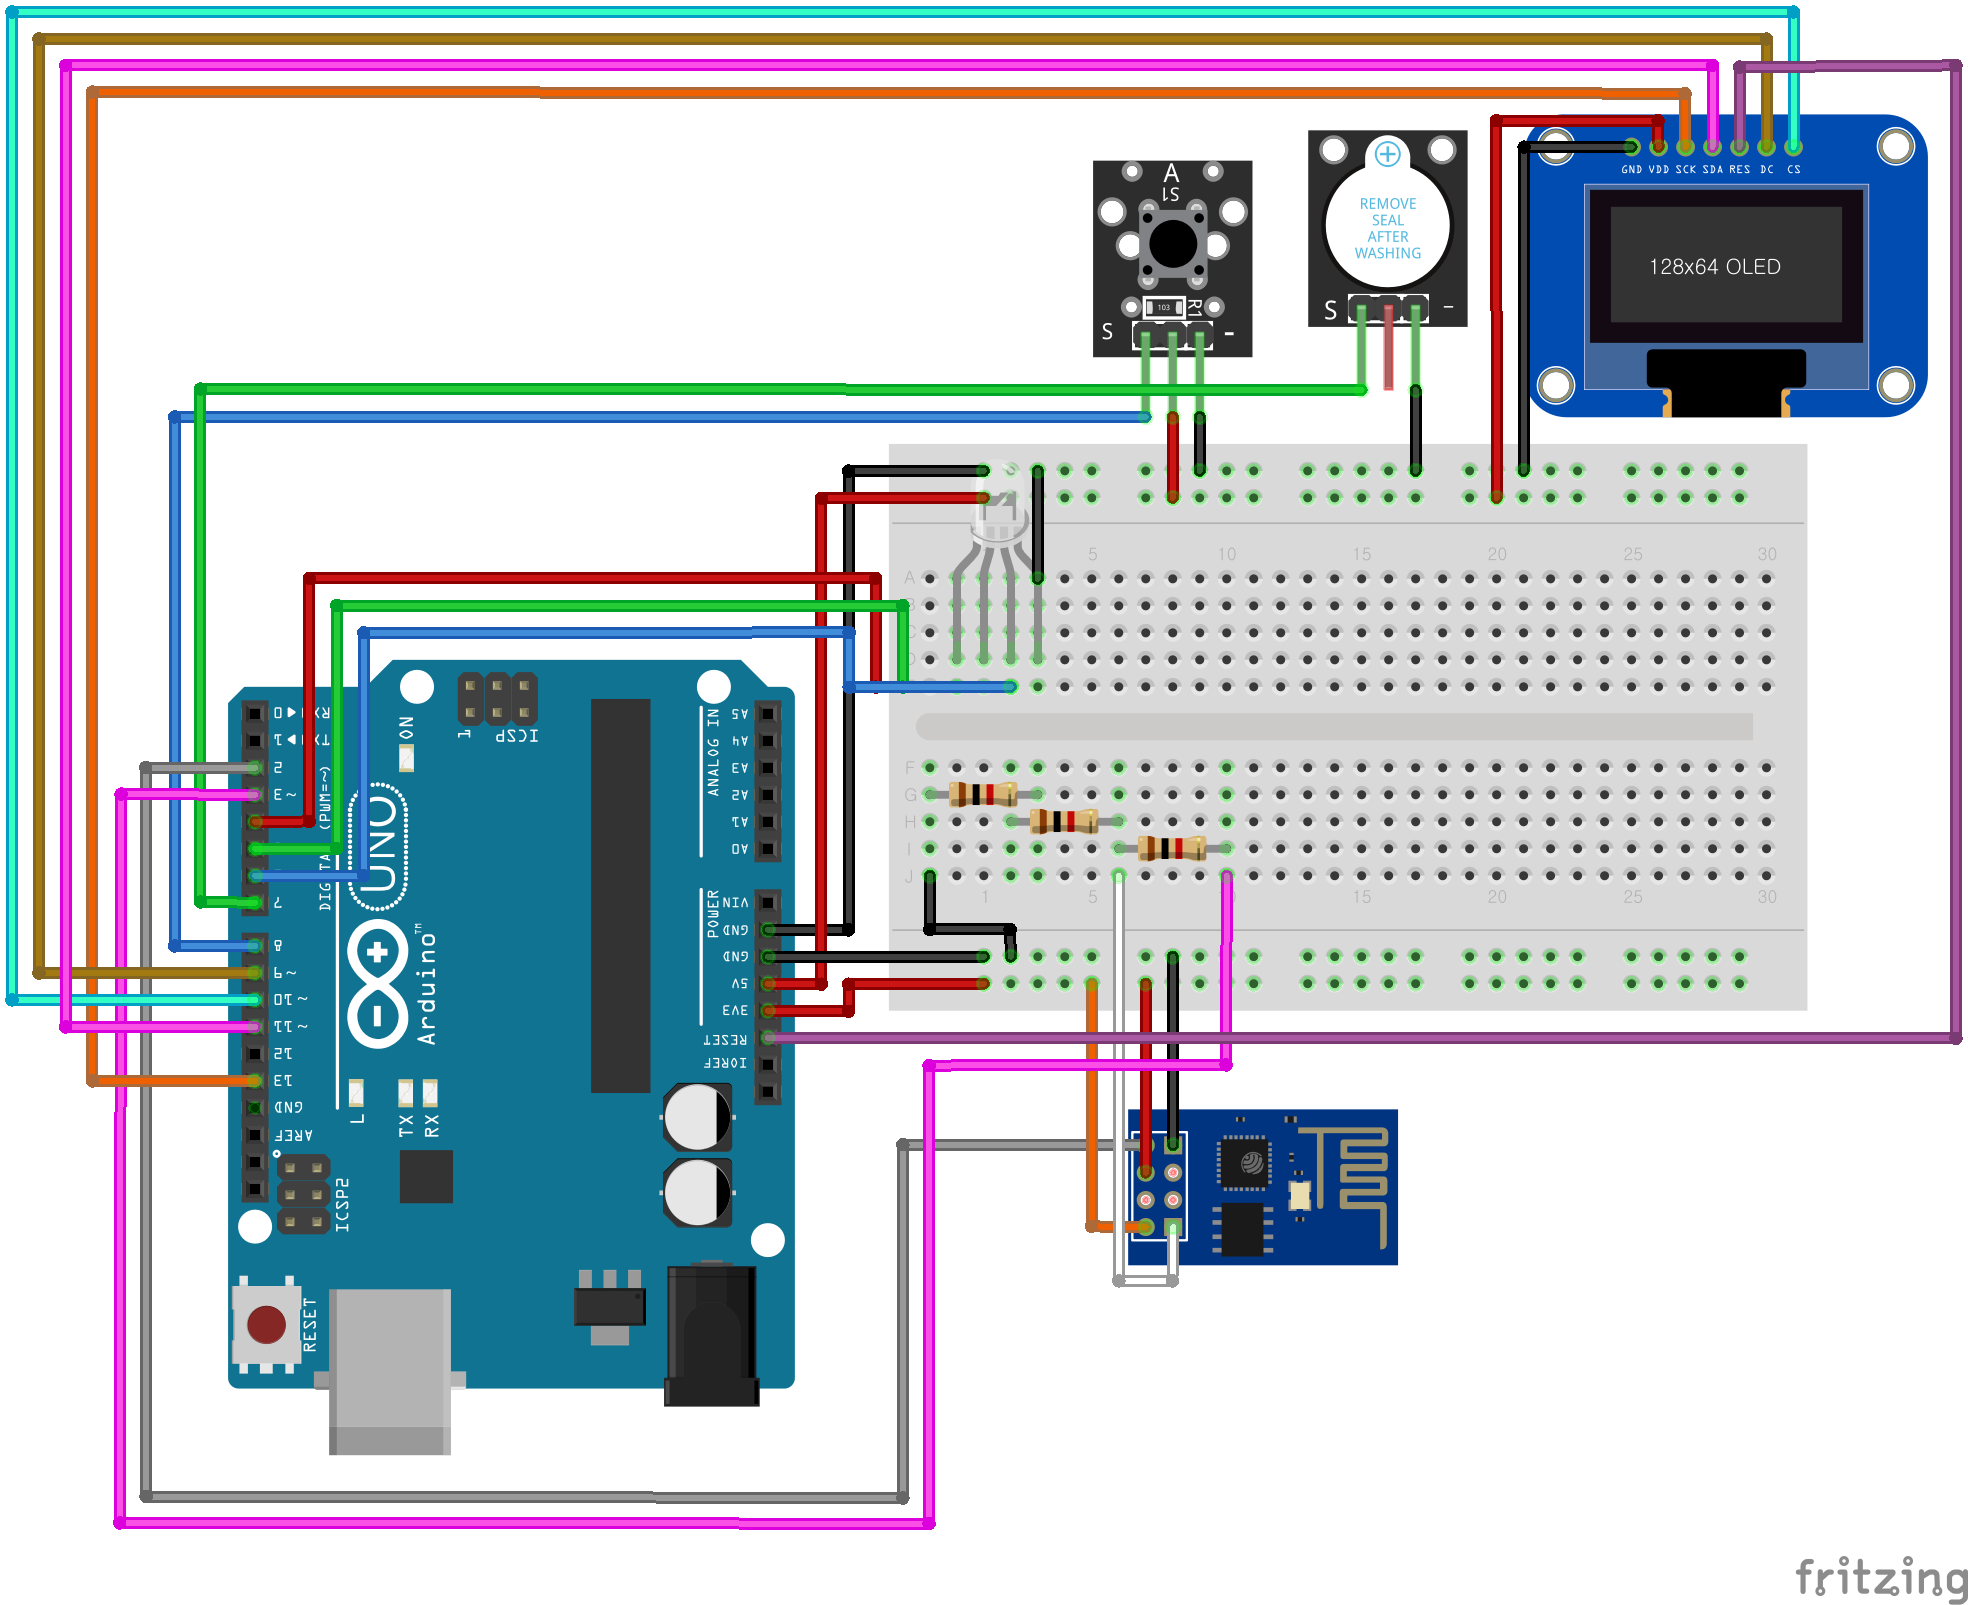 GND VDD SCK SDA RES DC CS
128x64 OLED
A
S1
103
R1
S
-
REMOVE
SEAL
AFTER
WASHING
S
-
5 10 15 20 25 30
A
B
C
D
F
G
H
I
J
1 5 10 15 20 25 30
RX◄0
TX►1
2
~3
7
8
~9
~10
~11
12
13
GND
AREF
DIGITAL (PWM=~)
ON
1
ICSP
UNO
Arduino™
ANALOG IN
A5
A4
A3
A2
A1
A0
POWER
VIN
GND
GND
5V
3V3
RESET
IOREF
L
TX
RX
ICSP2
RESET
fritzing